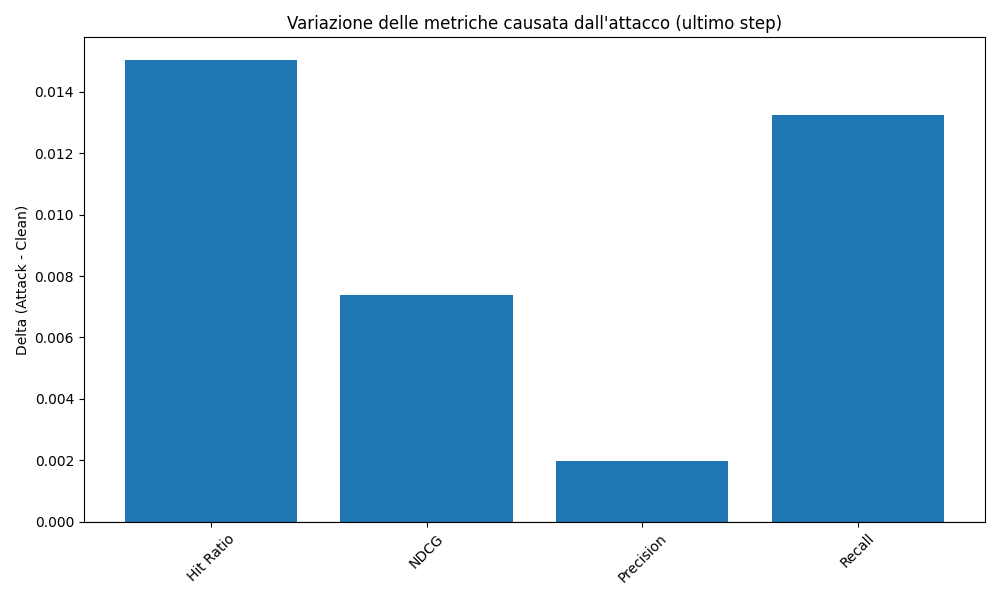 Variazione delle metriche causata dall'attacco (ultimo step)
Delta (Attack - Clean)
0.014
0.012
0.010
0.008
0.006
0.004
0.002
0.000
Hit Ratio
NDCG
Precision
Recall